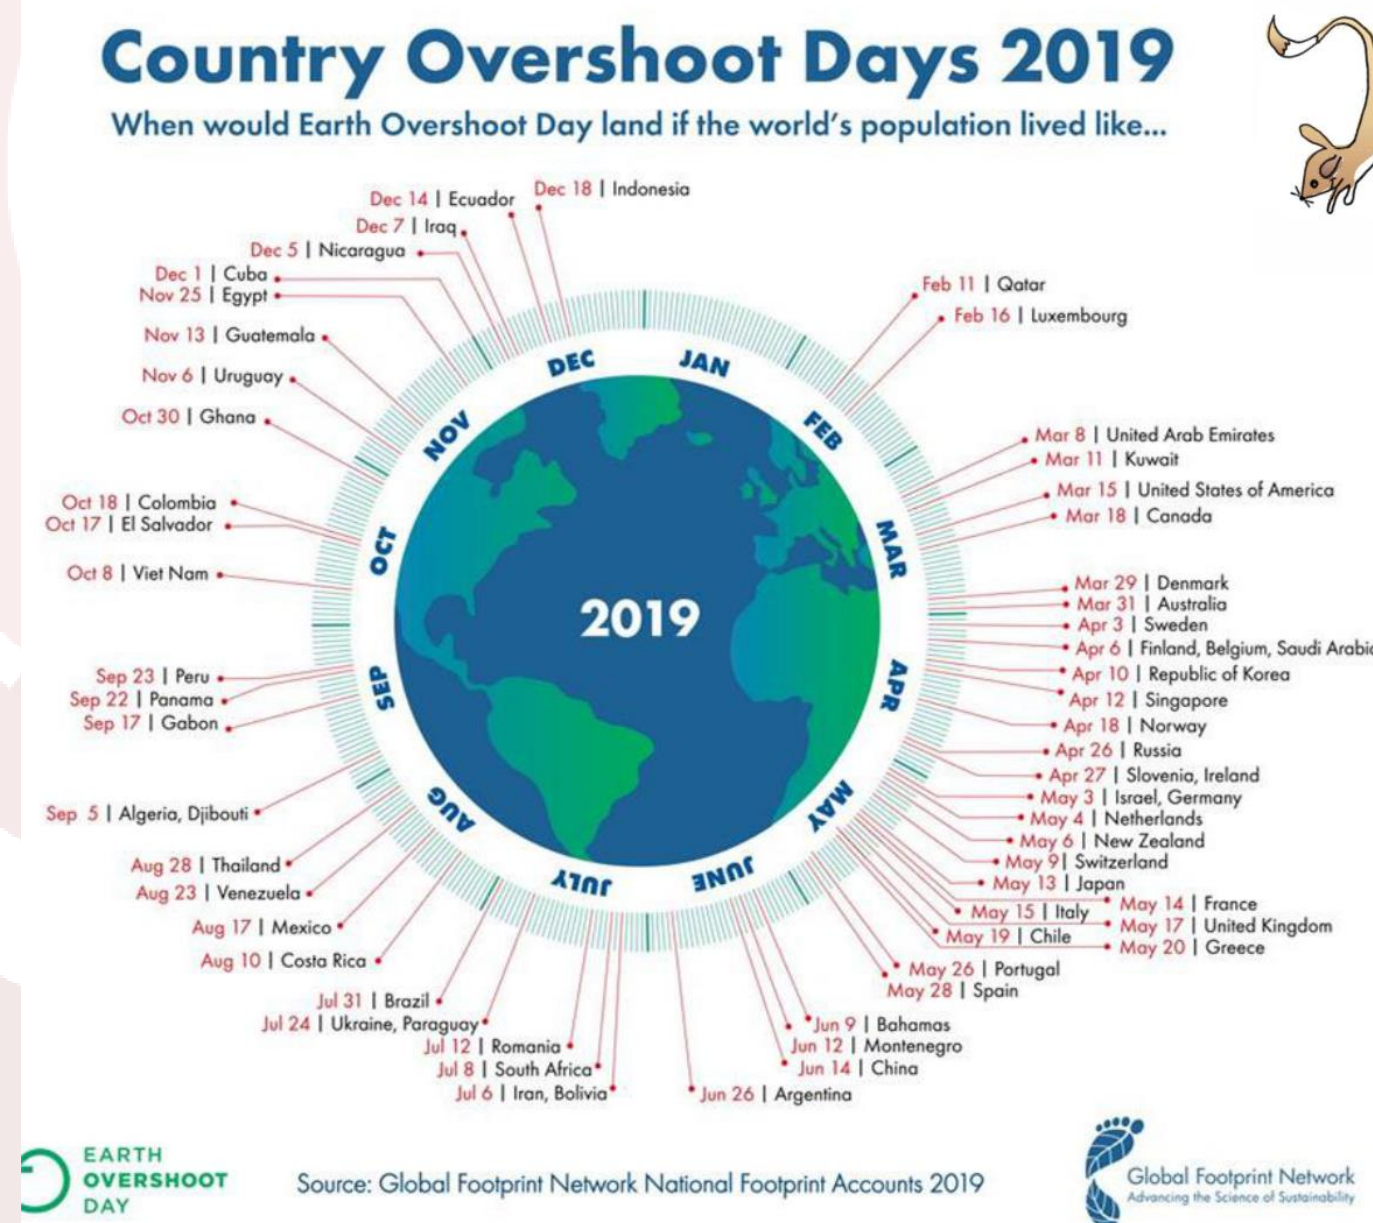 Country Overshoot Days 2019
When would Earth Overshoot Day land if the world's population lived like...
Dec 18 | Indonesia
Dec 14 | Ecuador
Dec 7 | Iraq
Dec 5 | Nicaragua
Dec 1 | Cuba
Nov 25 | Egypt
Nov 13 | Guatemala
Nov 6 | Uruguay
Oct 30 | Ghana
Oct 18 | Colombia
Oct 17 | El Salvador
Oct 8 | Viet Nam
Sep 23 | Peru
Sep 22 | Panama
Sep 17 | Gabon
Sep 5 | Algeria, Djibouti
Aug 28 | Thailand
Aug 23 | Venezuela
Aug 17 | Mexico
Aug 10 | Costa Rica
Jul 31 | Brazil
Jul 24 | Ukraine, Paraguay
Jul 12 | Romania
Jul 8 | South Africa
Jul 6 | Iran, Bolivia
Feb 11 | Qatar
Feb 16 | Luxembourg
Mar 8 | United Arab Emirates
Mar 11 | Kuwait
Mar 15 | United States of America
Mar 18 | Canada
Mar 29 | Denmark
Mar 31 | Australia
Apr 3 | Sweden
Apr 6 | Finland, Belgium, Saudi Arabia
Apr 10 | Republic of Korea
Apr 12 | Singapore
Apr 18 | Norway
Apr 26 | Russia
Apr 27 | Slovenia, Ireland
May 3 | Israel, Germany
May 4 | Netherlands
May 6 | New Zealand
May 9| Switzerland
May 13 | Japan
May 14 | France
May 15 | Italy
May 17 | United Kingdom
May 19 | Chile
May 20 | Greece
May 26 | Portugal
May 28 | Spain
Jun 9 | Bahamas
Jun 12 | Montenegro
Jun 14 | China
Jun 26 | Argentina
JAN
FEB
MAR
APR
MAY
JUNE
JULY
AUG
SEP
OCT
NOV
DEC
2019
EARTH
OVERSHOOT
DAY
Source: Global Footprint Network National Footprint Accounts 2019
Global Footprint Network
Advancing the Science of Sustainability